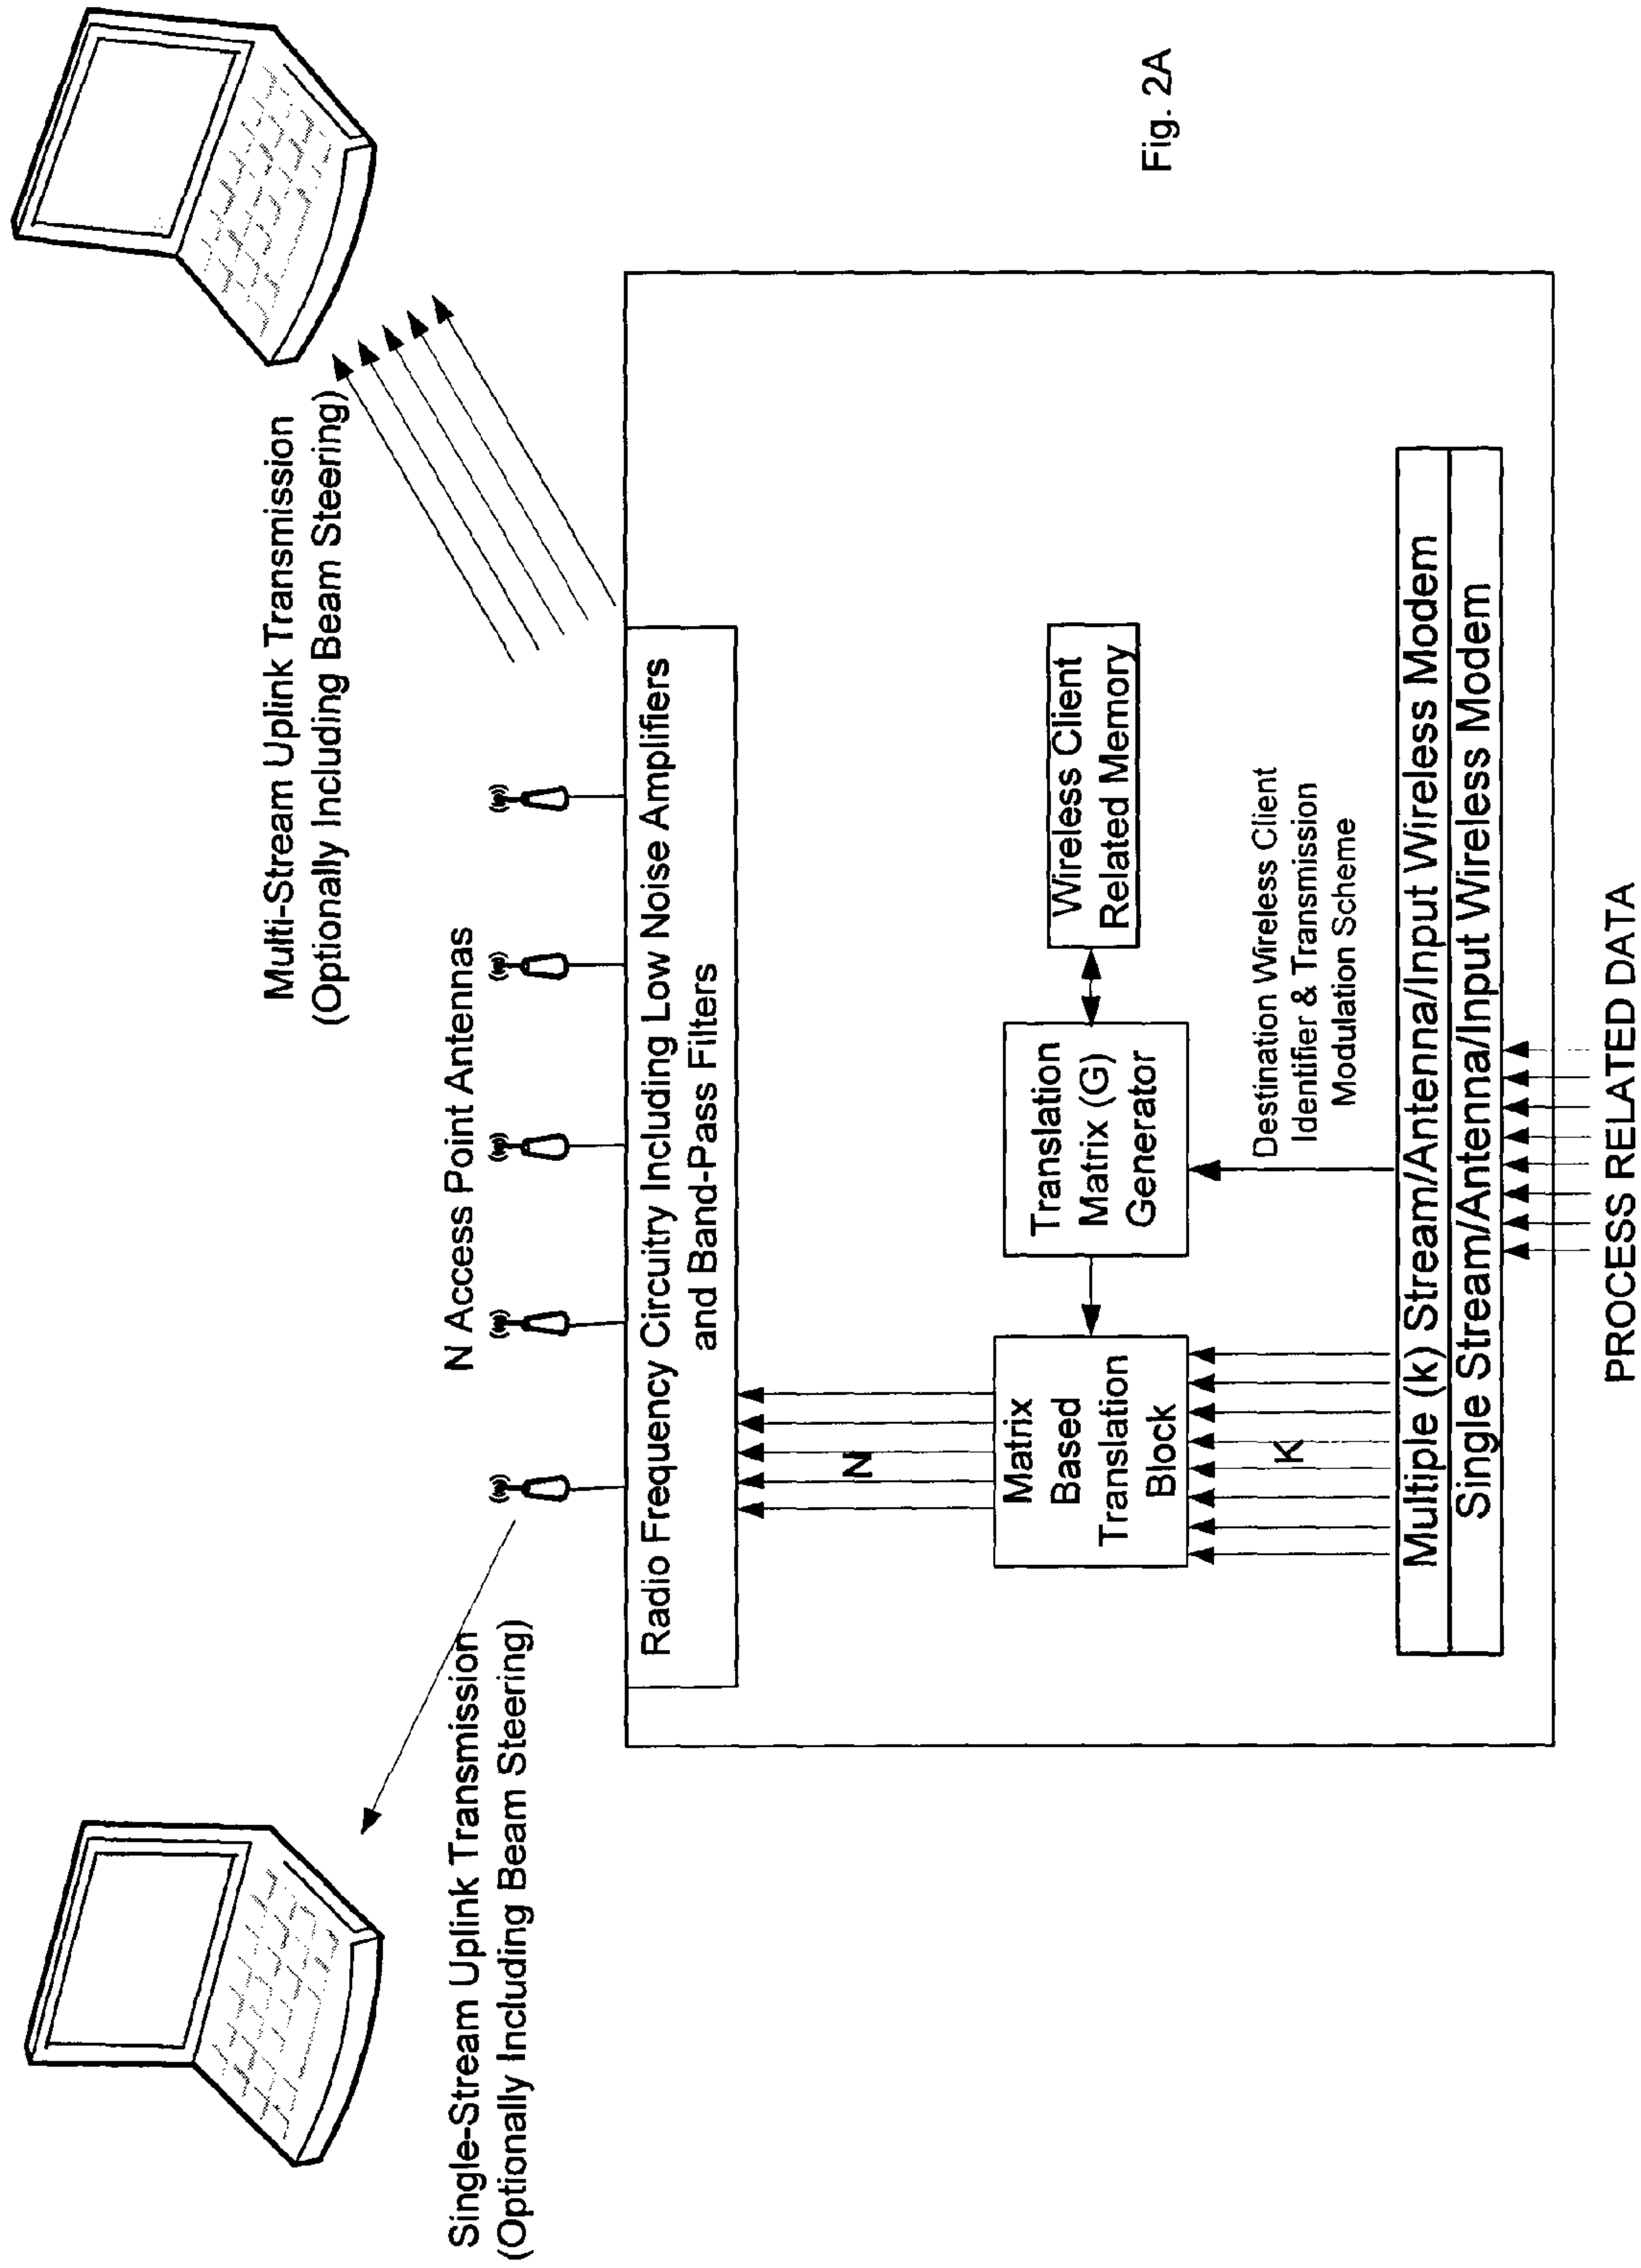 Multi-Stream Uplink Transmission
(Optionally Including Beam Steering)
Single-Stream Uplink Transmission
(Optionally Including Beam Steering)
N Access Point Antennas
Radio Frequency Circuitry Including Low Noise Amplifiers
and Band-Pass Filters
N
Matrix
Based
Translation
Block
Translation
Matrix (G)
Generator
Wireless Client
Related Memory
K
Destination Wireless Client
Identifier & Transmission
Modulation Scheme
Multiple (k) Stream/Antenna/Input Wireless Modem
Single Stream/Antenna/Input Wireless Modem
PROCESS RELATED DATA
Fig. 2A